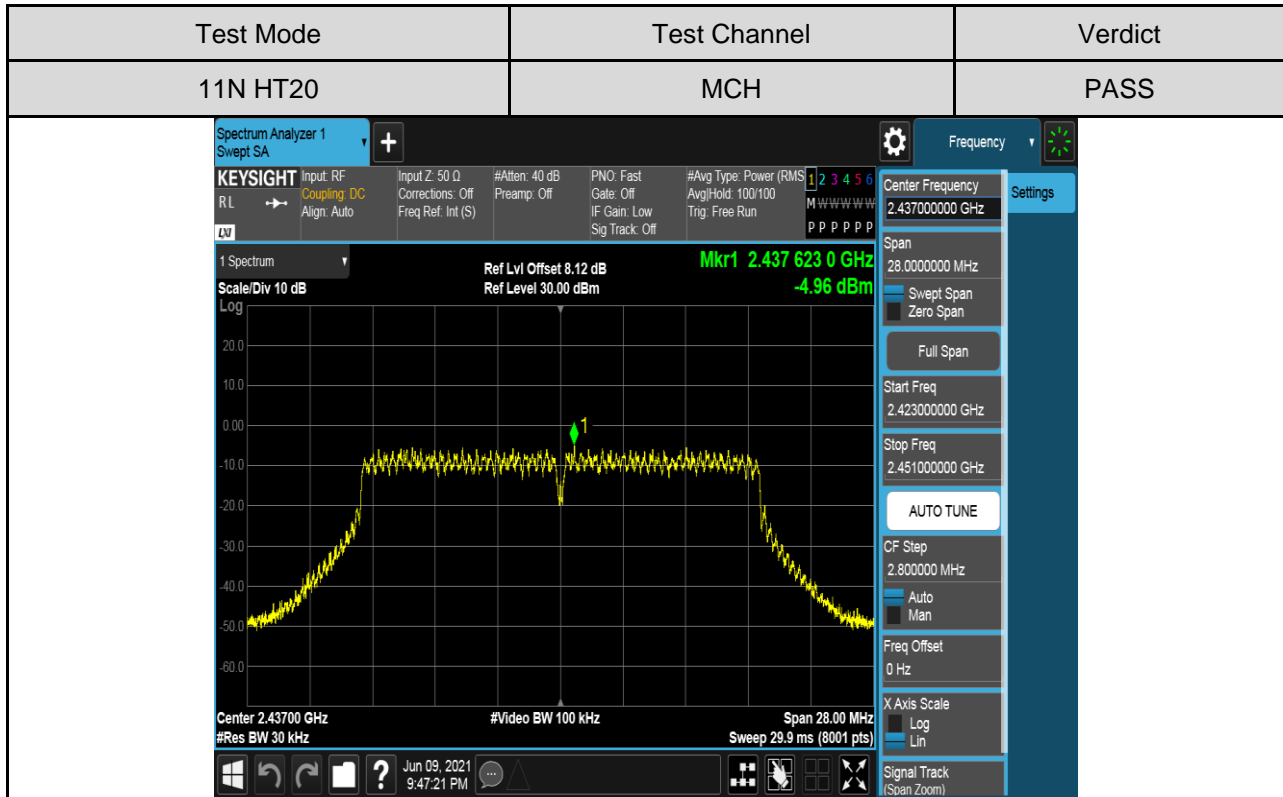 Test Mode Test Channel Verdict
11N HT20 MCH PASS
Spectrum Analyzer 1
Swept SA
+
Frequency
KEYSIGHT Input: RF Input Z: 50 Ω #Atten: 40 dB PNO: Fast #Avg Type: Power (RMS 1 2 3 4 5 6
Coupling: DC Corrections: Off Preamp: Off Gate: Off Avg|Hold: 100/100
RL Align: Auto Freq Ref: Int (S) IF Gain: Low Trig: Free Run M W W W W W
LXI Sig Track: Off P P P P P P
1 Spectrum Ref Lvl Offset 8.12 dB Mkr1 2.437 623 0 GHz
Scale/Div 10 dB Ref Level 30.00 dBm -4.96 dBm
Log
20.0
10.0
0.00
1
-10.0
-20.0
-30.0
-40.0
-50.0
-60.0
Center 2.43700 GHz #Video BW 100 kHz Span 28.00 MHz
#Res BW 30 kHz Sweep 29.9 ms (8001 pts)
? Jun 09, 2021
9:47:21 PM
Center Frequency
2.437000000 GHz
Settings
Span
28.0000000 MHz
Swept Span
Zero Span
Full Span
Start Freq
2.423000000 GHz
Stop Freq
2.451000000 GHz
AUTO TUNE
CF Step
2.800000 MHz
Auto
Man
Freq Offset
0 Hz
X Axis Scale
Log
Lin
Signal Track
(Span Zoom)